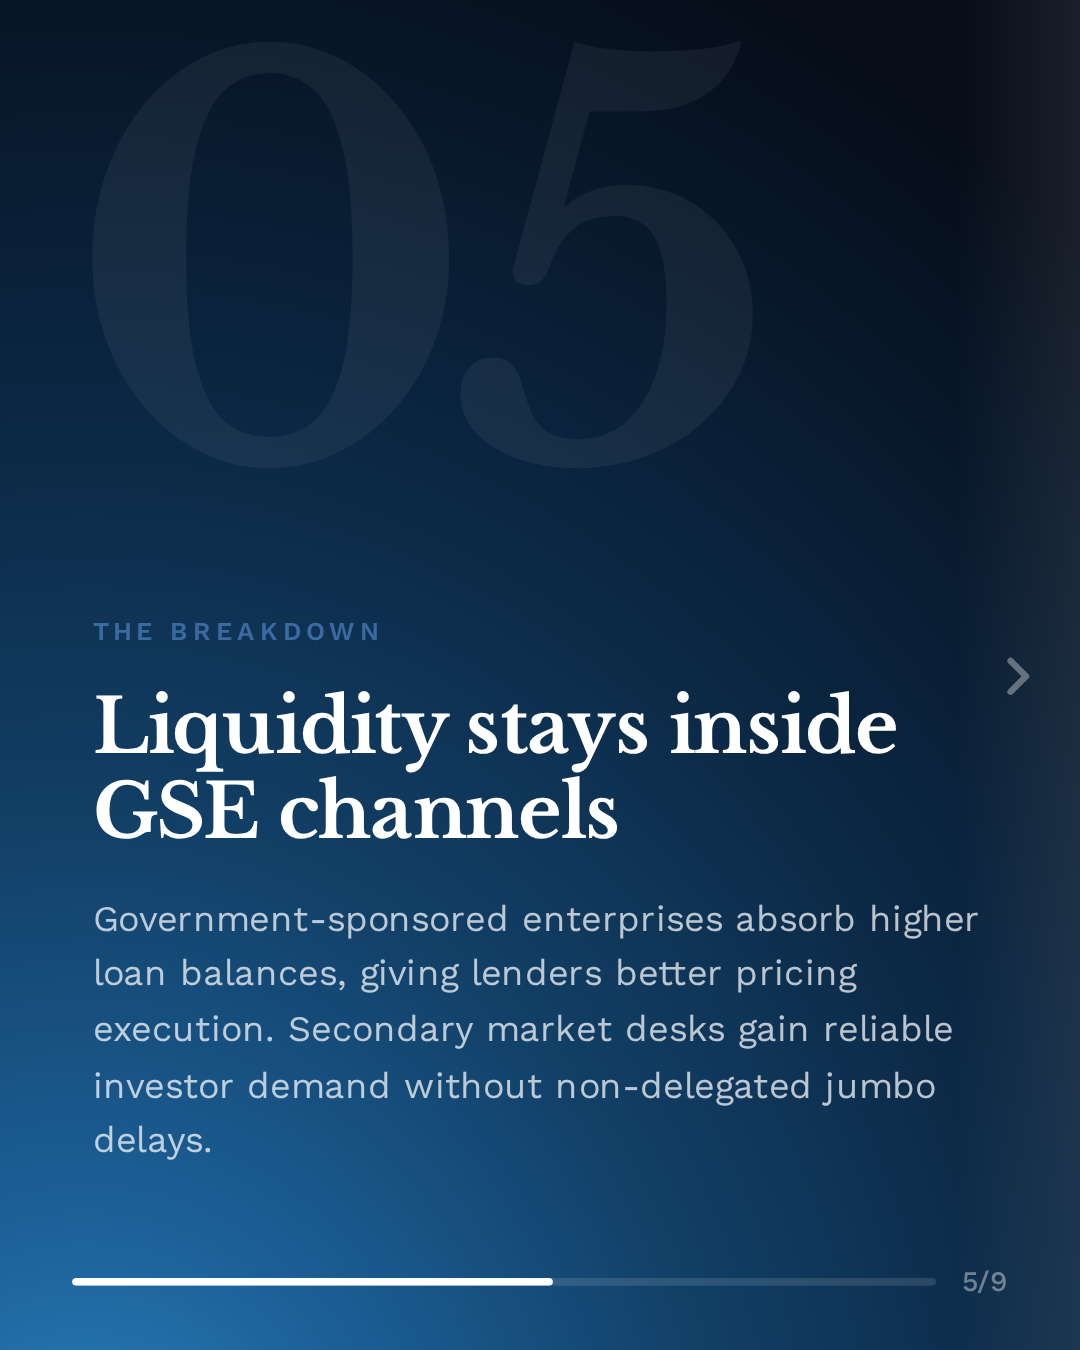 05
THE BREAKDOWN
Liquidity stays inside
GSE channels
Government-sponsored enterprises absorb higher
loan balances, giving lenders better pricing
execution. Secondary market desks gain reliable
investor demand without non-delegated jumbo
delays.
5/9